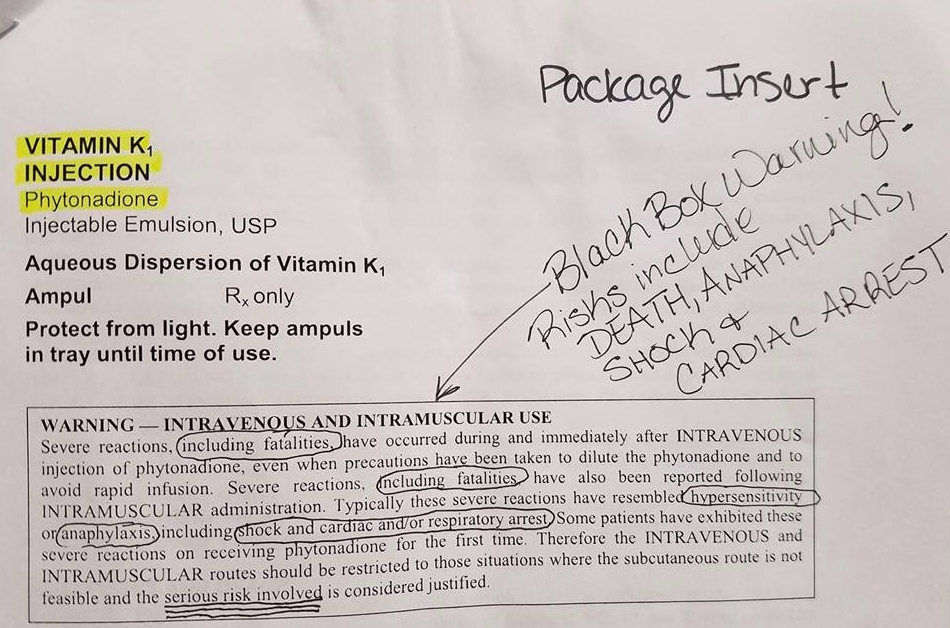 Package Insert
Black Box Warning!
Risks include
DEATH, ANAPHYLAXIS,
SHOCK &
CARDIAC ARREST
VITAMIN K1
INJECTION
Phytonadione
Injectable Emulsion, USP
Aqueous Dispersion of Vitamin K1
Ampul Rx only
Protect from light. Keep ampuls
in tray until time of use.
WARNING — INTRAVENOUS AND INTRAMUSCULAR USE
Severe reactions, including fatalities, have occurred during and immediately after INTRAVENOUS
injection of phytonadione, even when precautions have been taken to dilute the phytonadione and to
avoid rapid infusion. Severe reactions, including fatalities have also been reported following
INTRAMUSCULAR administration. Typically these severe reactions have resembled hypersensitivity
or anaphylaxis, including shock and cardiac and/or respiratory arrest. Some patients have exhibited these
severe reactions on receiving phytonadione for the first time. Therefore the INTRAVENOUS and
INTRAMUSCULAR routes should be restricted to those situations where the subcutaneous route is not
feasible and the serious risk involved is considered justified.